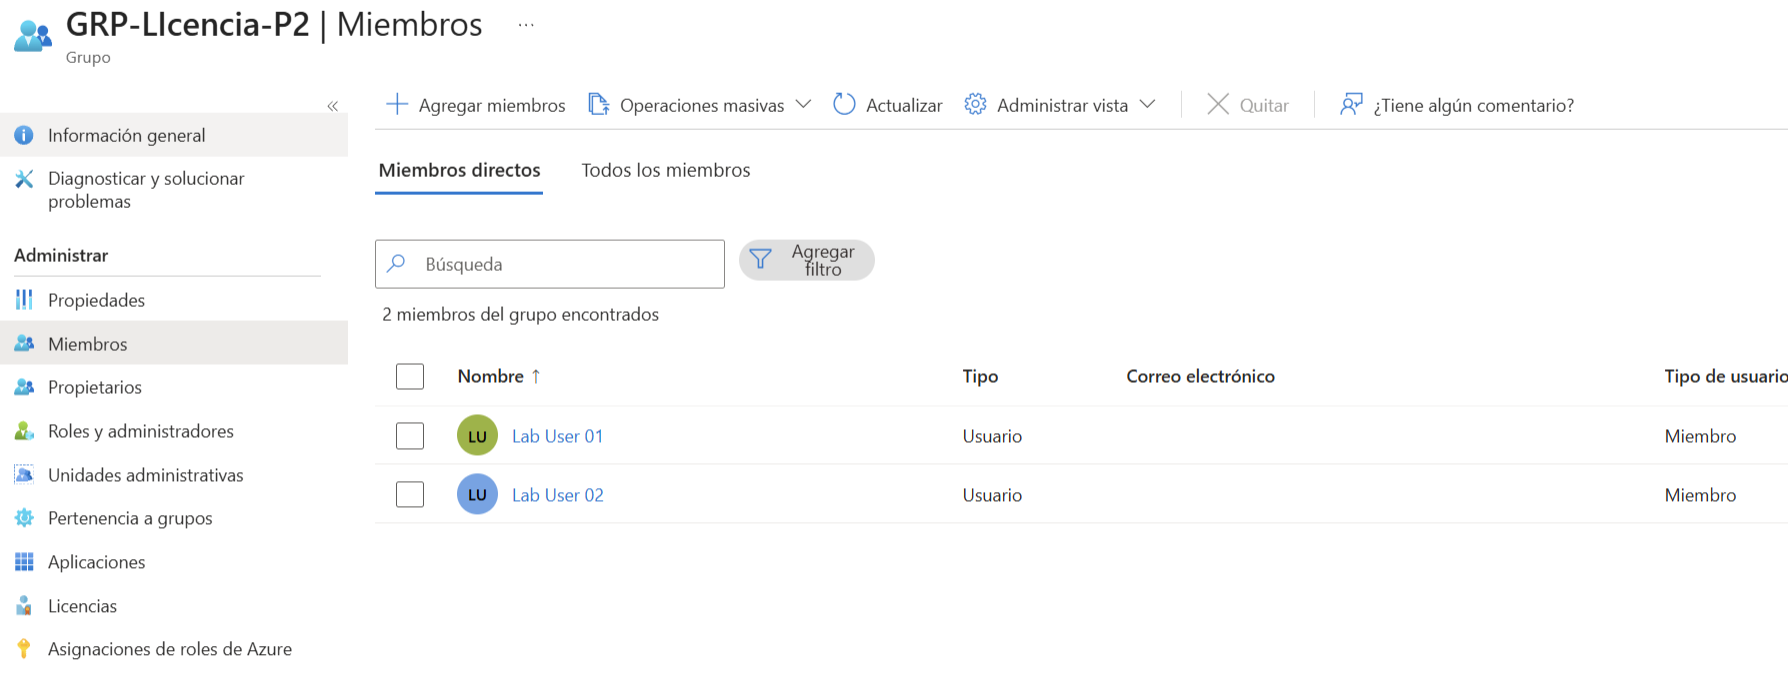 GRP-LIcencia-P2 | Miembros ...
Grupo
«
Información general
Diagnosticar y solucionar
problemas
Administrar
Propiedades
Miembros
Propietarios
Roles y administradores
Unidades administrativas
Pertenencia a grupos
Aplicaciones
Licencias
Asignaciones de roles de Azure
Agregar miembros Operaciones masivas Actualizar Administrar vista Quitar ¿Tiene algún comentario?
Miembros directos Todos los miembros
Búsqueda
Agregar
filtro
2 miembros del grupo encontrados
Nombre ↑ Tipo Correo electrónico Tipo de usuario
LU Lab User 01 Usuario Miembro
LU Lab User 02 Usuario Miembro